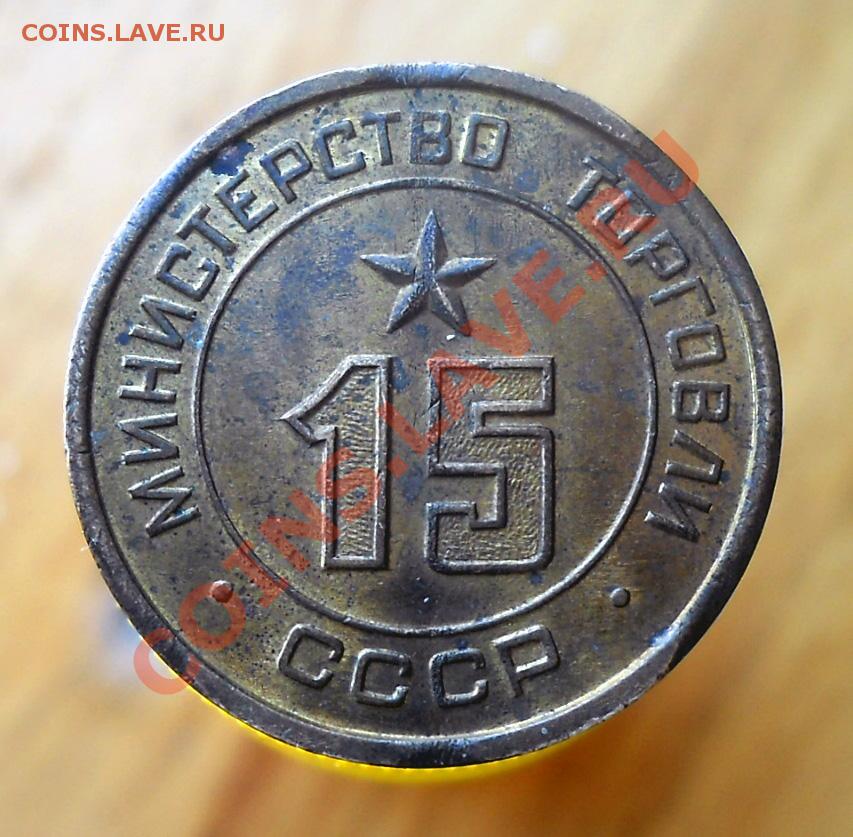 COINS.LAVE.RU
МИНИСТЕРСТВО ТОРГОВЛИ
15
СССР
COINS.LAVE.RU